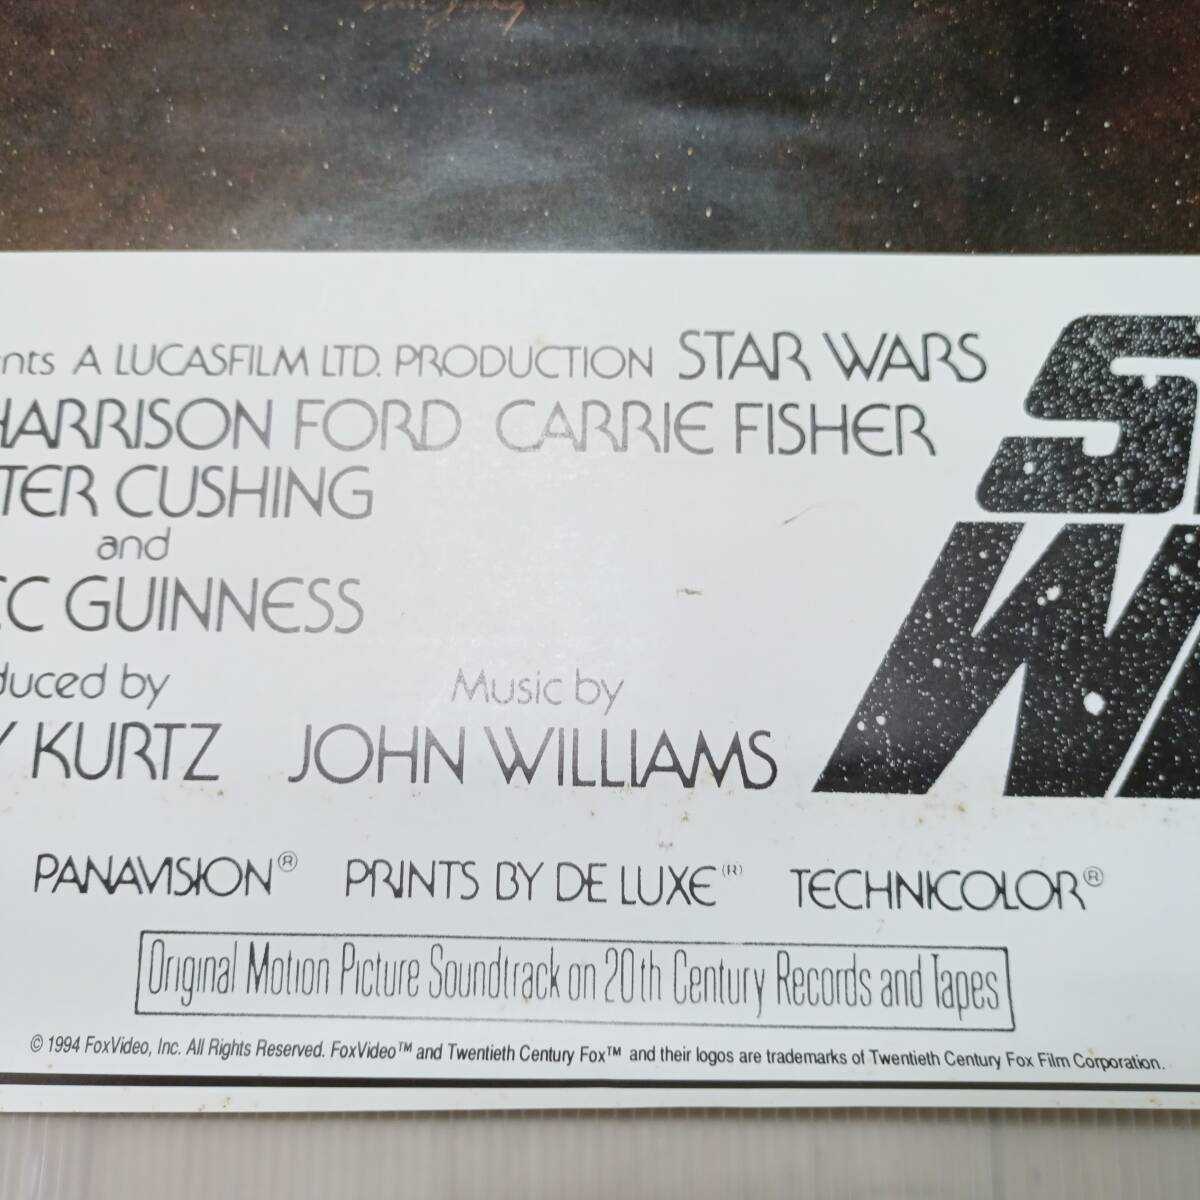 nts A LUCASFILM LTD. PRODUCTION STAR WARS
HARRISON FORD CARRIE FISHER
TER CUSHING
and
EC GUINNESS
duced by
Music by
Y KURTZ JOHN WILLIAMS
S
W
PANAVISION® PRINTS BY DE LUXE(R) TECHNICOLOR®
Original Motion Picture Soundtrack on 20th Century Records and Tapes
© 1994 FoxVideo, Inc. All Rights Reserved. FoxVideo™ and Twentieth Century Fox™ and their logos are trademarks of Twentieth Century Fox Film Corporation.